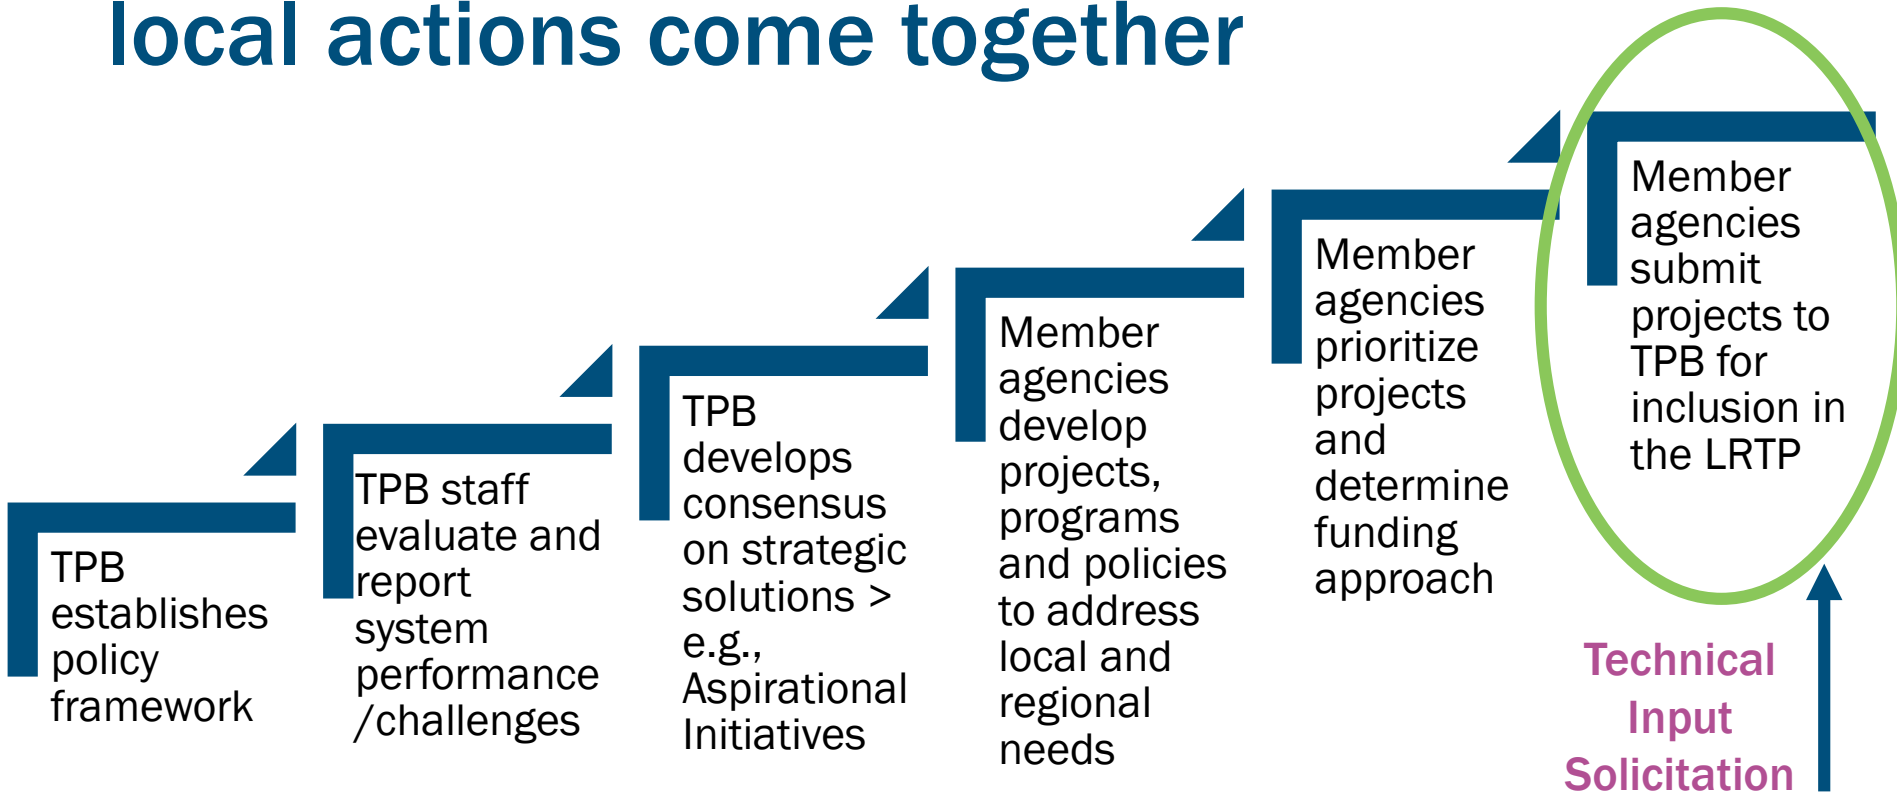 local actions come together
TPB
establishes
policy
framework
TPB staff
evaluate and
report
system
performance
/challenges
TPB
develops
consensus
on strategic
solutions >
e.g.,
Aspirational
Initiatives
Member
agencies
develop
projects,
programs
and policies
to address
local and
regional
needs
Member
agencies
prioritize
projects
and
determine
funding
approach
Member
agencies
submit
projects to
TPB for
inclusion in
the LRTP
Technical
Input
Solicitation